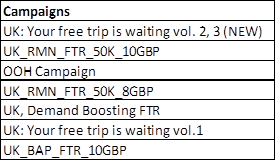 Campaigns
UK: Your free trip is waiting vol. 2, 3 (NEW)
UK_RMN_FTR_50K_10GBP
OOH Campaign
UK_RMN_FTR_50K_8GBP
UK, Demand Boosting FTR
UK: Your free trip is waiting vol.1
UK_BAP_FTR_10GBP